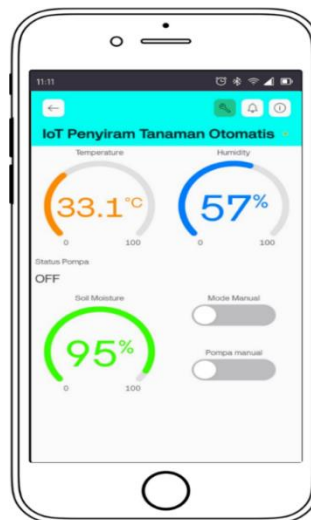 11:11
IoT Penyiram Tanaman Otomatis
Temperature Humidity
33.1°C 57%
0 100 0 100
Status Pompa
OFF
Soil Moisture Mode Manual
95%
Pompa manual
0 100